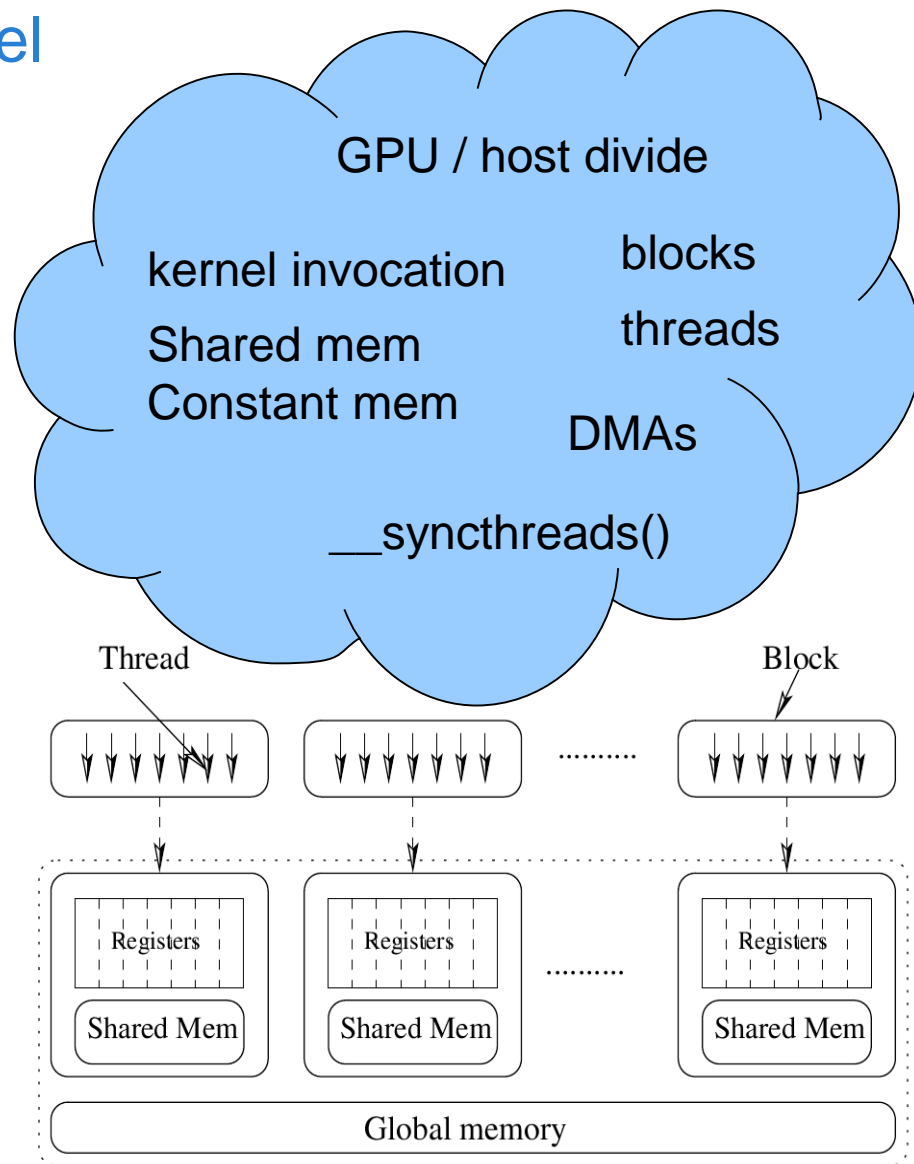 el
GPU / host divide
kernel invocation
blocks
Shared mem
threads
Constant mem
DMAs
__syncthreads()
Thread
Block
...........
Registers
Registers
Registers
..........
Shared Mem
Shared Mem
Shared Mem
Global memory